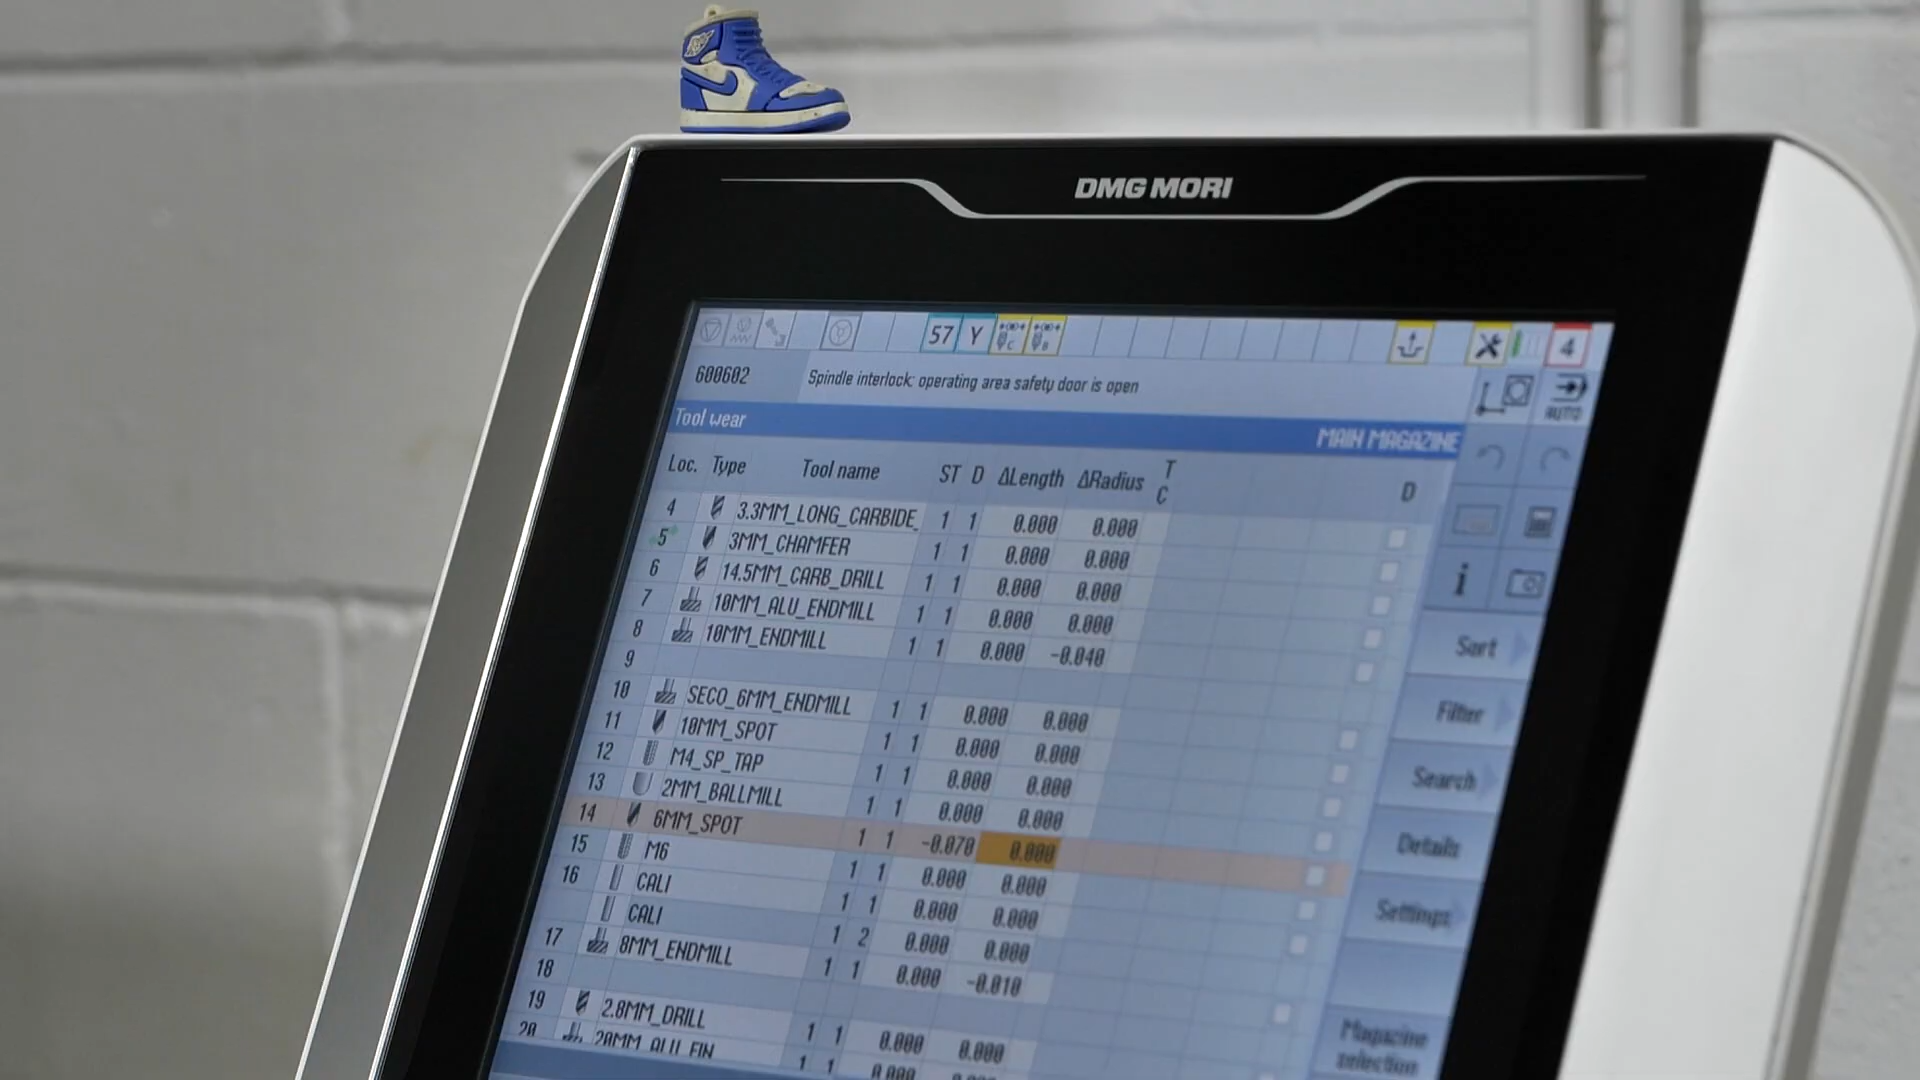 DMG MORI
57 Y C B 4
600602 Spindle interlock: operating area safety door is open
AUTO
Tool wear MAIN MAGAZINE
Loc. Type Tool name ST D ΔLength ΔRadius T C D
4 3.3MM_LONG_CARBIDE_ 1 1 0.000 0.000
5 3MM_CHAMFER 1 1 0.000 0.000
6 14.5MM_CARB_DRILL 1 1 0.000 0.000
7 10MM_ALU_ENDMILL 1 1 0.000 0.000
8 10MM_ENDMILL 1 1 0.000 -0.040
9
10 SECO_6MM_ENDMILL 1 1 0.000 0.000
11 10MM_SPOT 1 1 0.000 0.000
12 M4_SP_TAP 1 1 0.000 0.000
13 2MM_BALLMILL 1 1 0.000 0.000
14 6MM_SPOT 1 1 -0.070 0.000
15 M6 1 1 0.000 0.000
16 CALI 1 1 0.000 0.000
CALI 1 2 0.000 0.000
17 8MM_ENDMILL 1 1 0.000 -0.010
18
19 2.8MM_DRILL 1 1 0.000 0.000
20 20MM_ALU_FIN 1 1 0.000 0.000
i
Sort
Filter
Search
Details
Settings
Magazine
selection